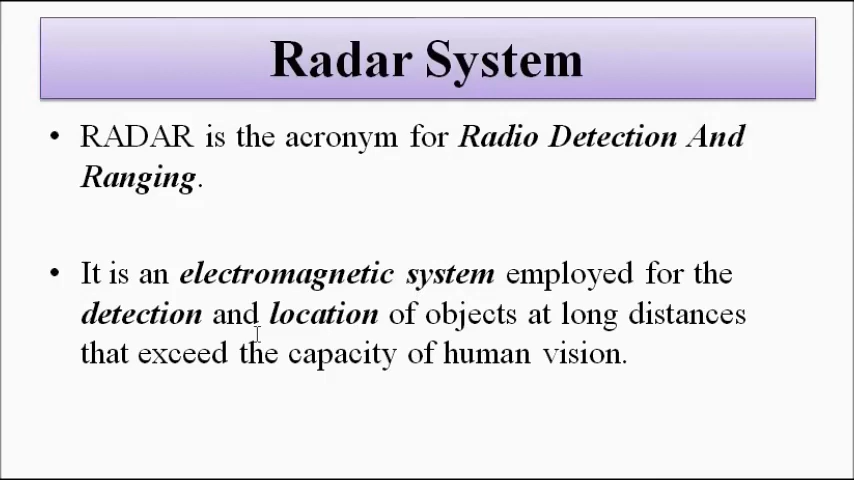 Radar System
• RADAR is the acronym for Radio Detection And
Ranging.
• It is an electromagnetic system employed for the
detection and location of objects at long distances
that exceed the capacity of human vision.